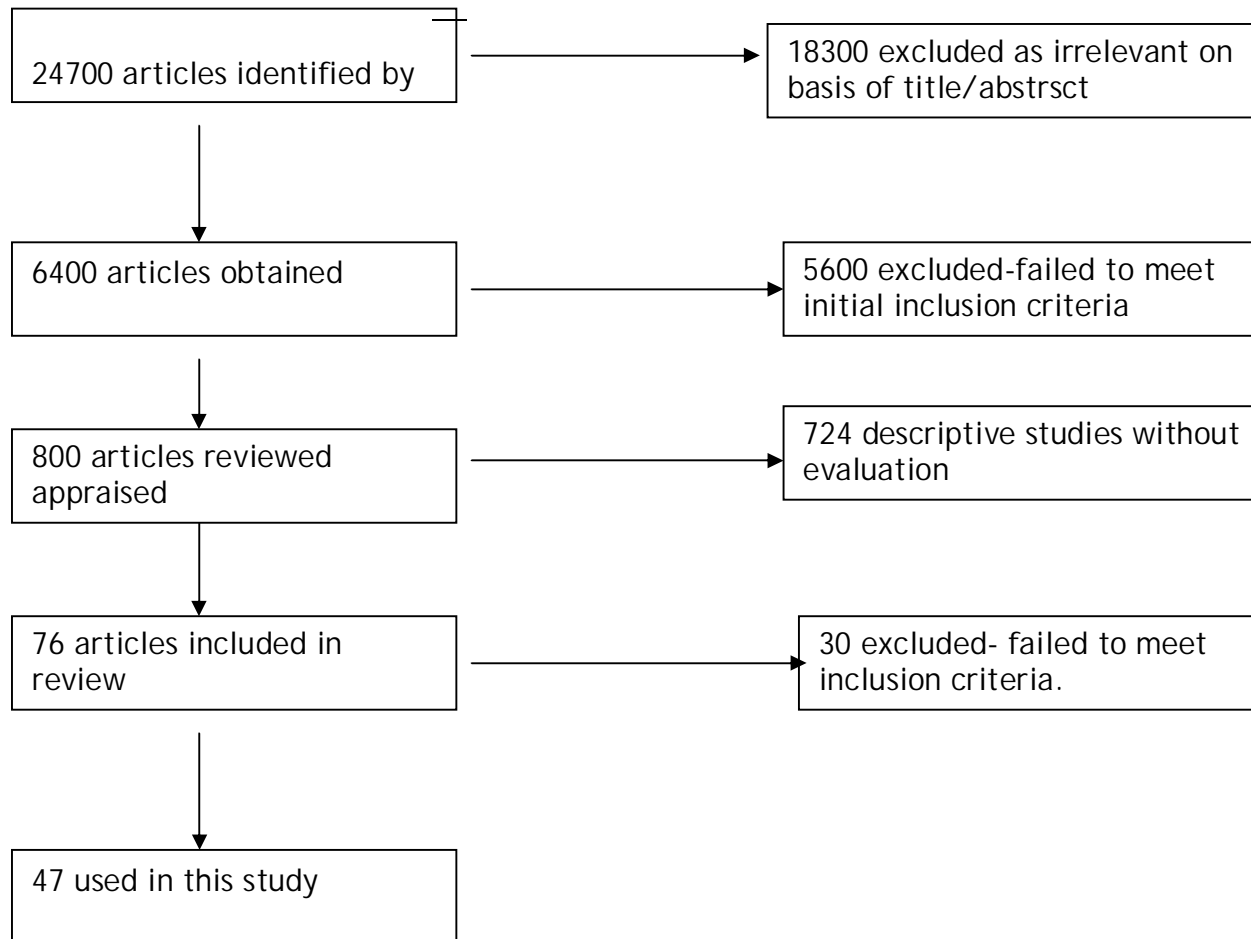 24700 articles identified by
18300 excluded as irrelevant on
basis of title/abstrsct
6400 articles obtained
5600 excluded-failed to meet
initial inclusion criteria
800 articles reviewed
appraised
724 descriptive studies without
evaluation
76 articles included in
review
30 excluded- failed to meet
inclusion criteria.
47 used in this study